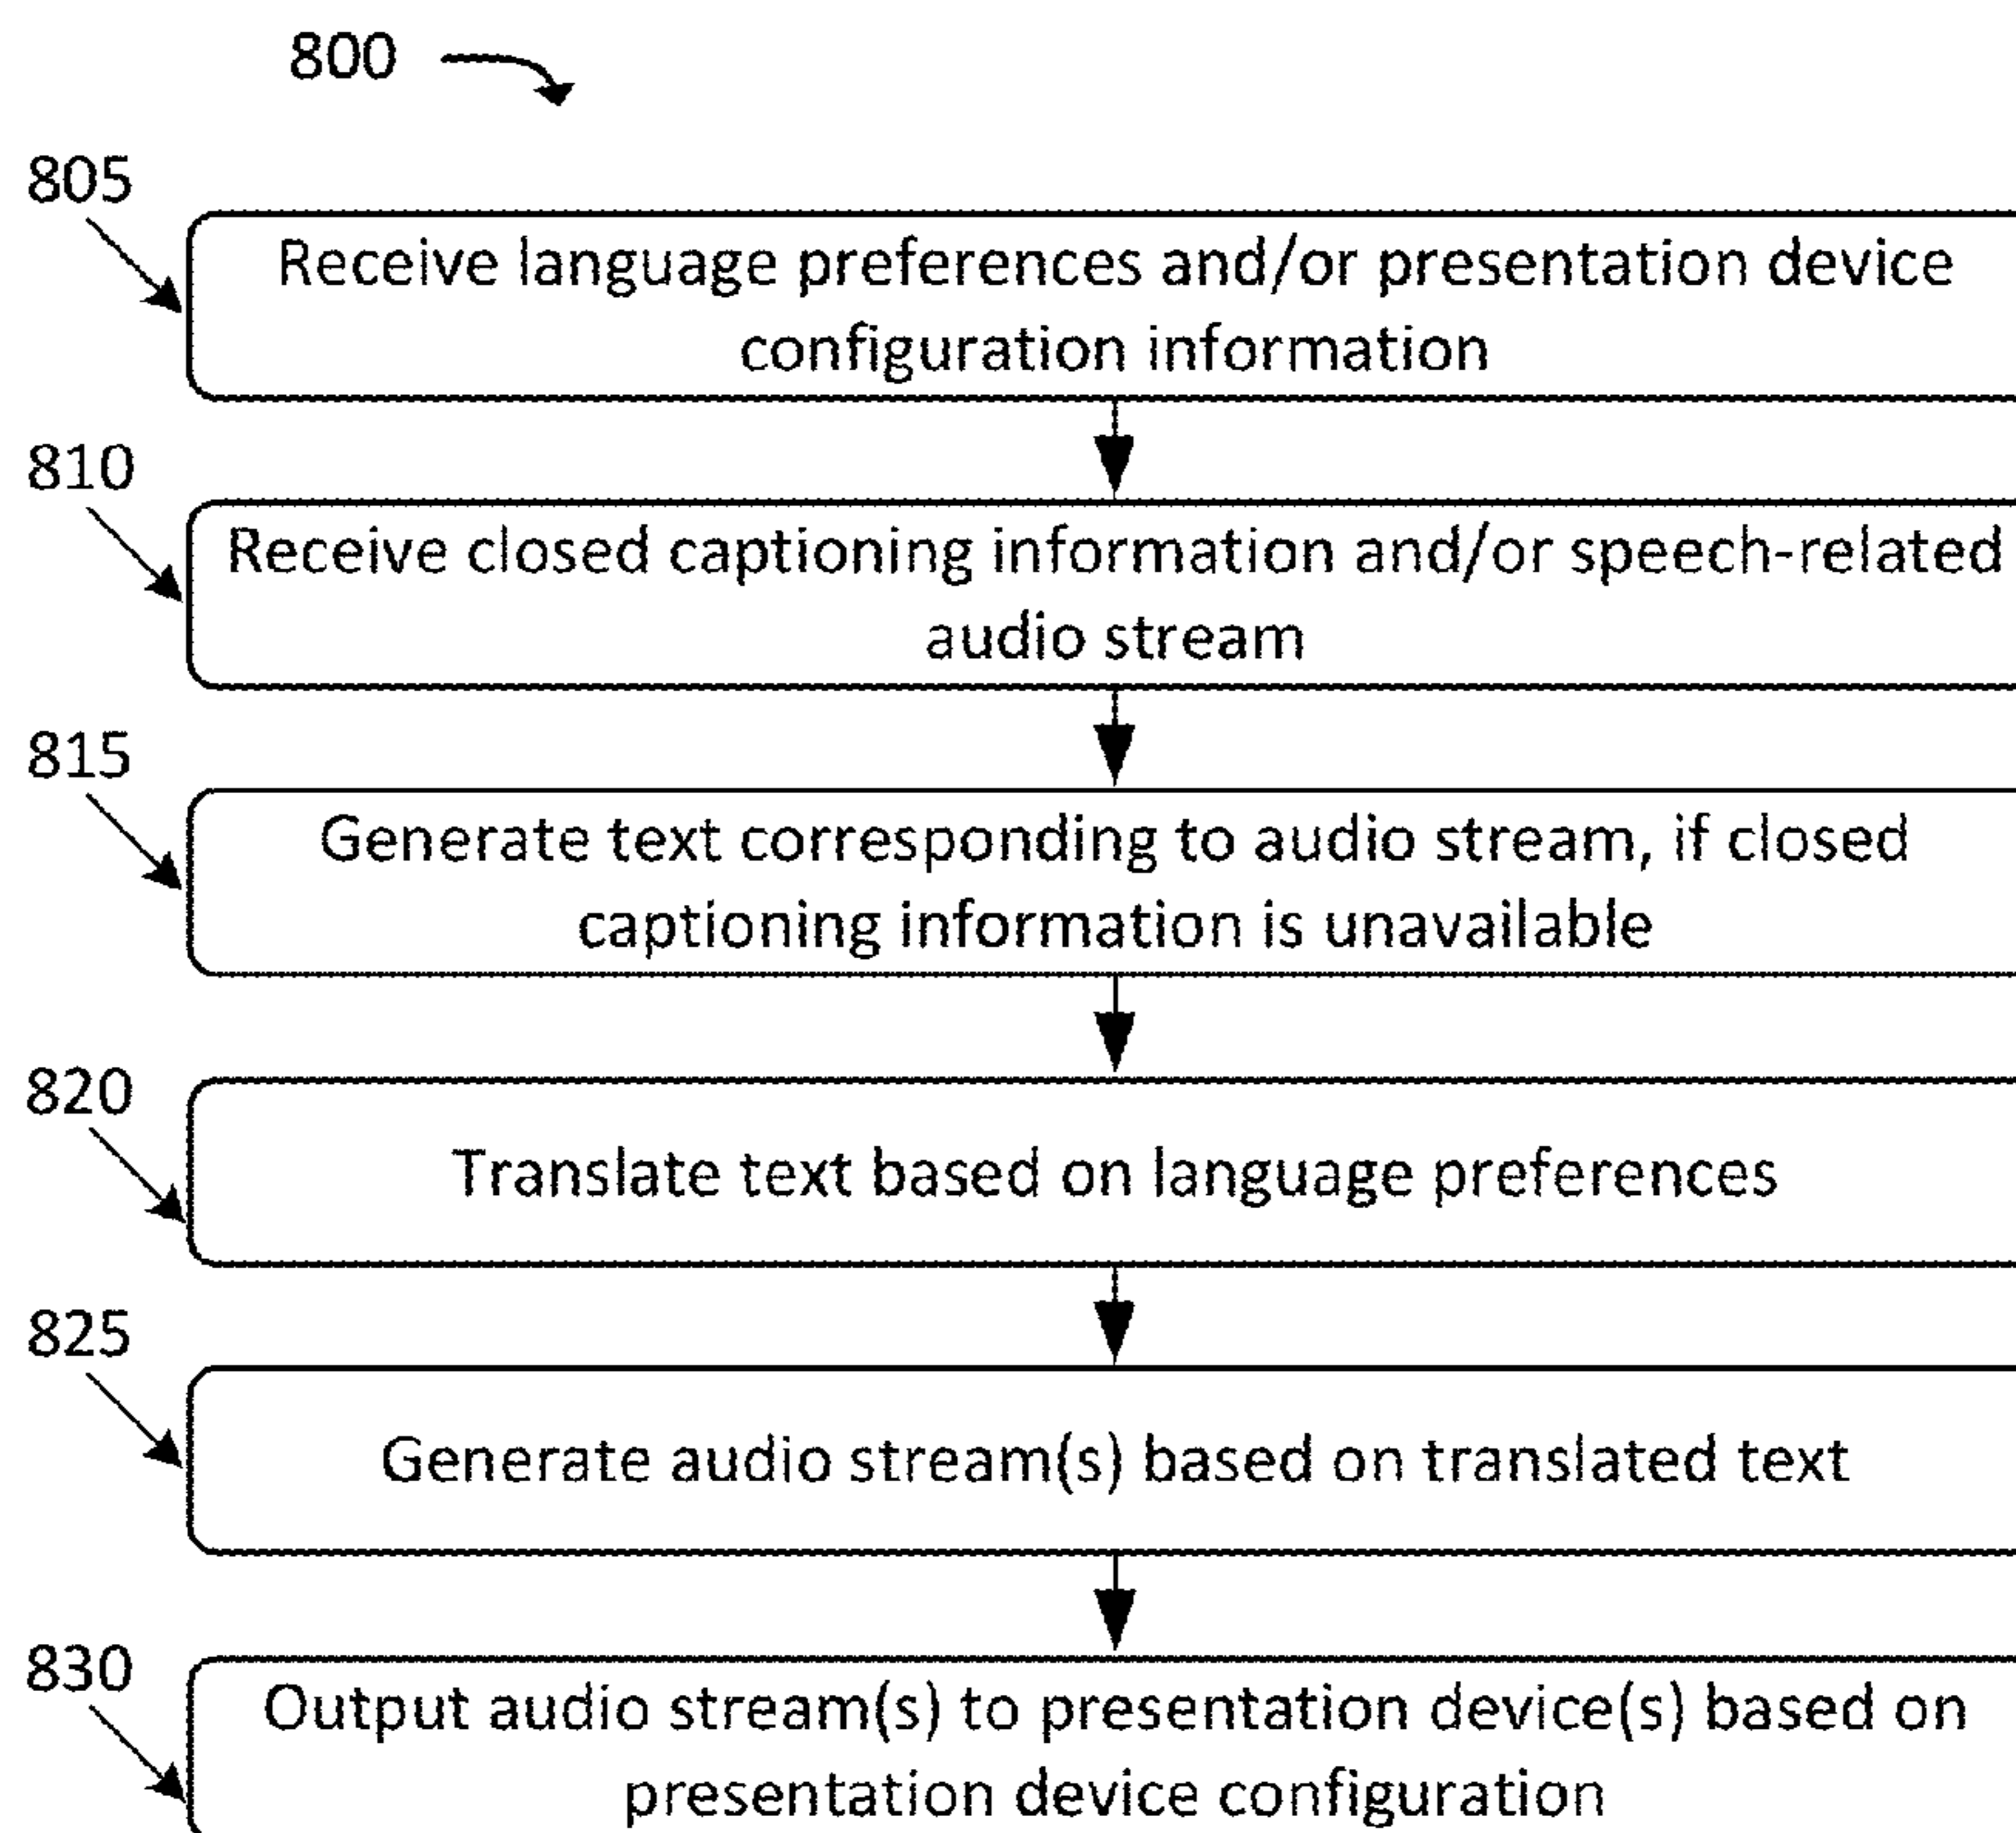 800
805
Receive language preferences and/or presentation device
configuration information
810
Receive closed captioning information and/or speech-related
audio stream
815
Generate text corresponding to audio stream, if closed
captioning information is unavailable
820
Translate text based on language preferences
825
Generate audio stream(s) based on translated text
830
Output audio stream(s) to presentation device(s) based on
presentation device configuration